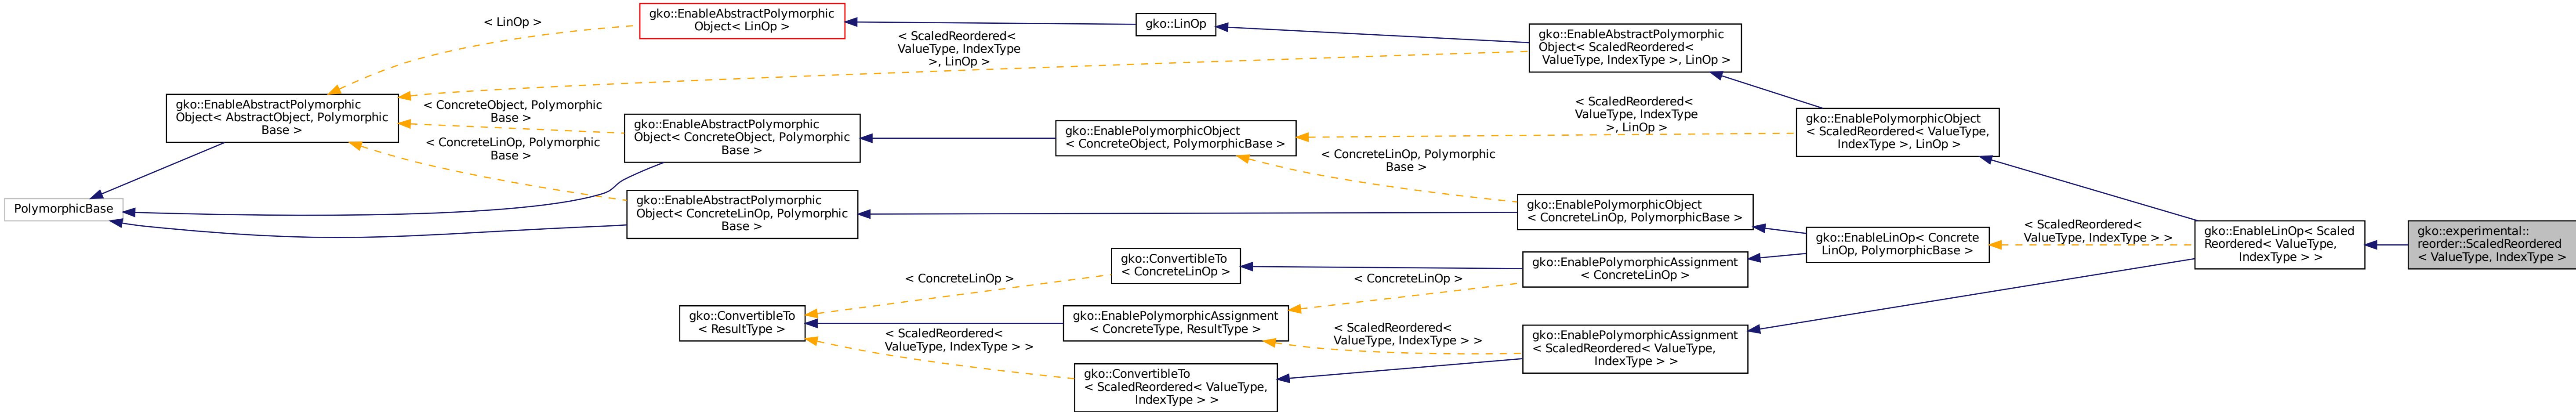 PolymorphicBase
gko::EnableAbstractPolymorphic
Object< AbstractObject, Polymorphic
Base >
< LinOp >
gko::EnableAbstractPolymorphic
Object< LinOp >
< ScaledReordered<
ValueType, IndexType
>, LinOp >
< ConcreteObject, Polymorphic
Base >
< ConcreteLinOp, Polymorphic
Base >
gko::EnableAbstractPolymorphic
Object< ConcreteObject, Polymorphic
Base >
gko::EnableAbstractPolymorphic
Object< ConcreteLinOp, Polymorphic
Base >
gko::ConvertibleTo
< ResultType >
gko::LinOp
gko::EnablePolymorphicObject
< ConcreteObject, PolymorphicBase >
< ConcreteLinOp >
gko::ConvertibleTo
< ConcreteLinOp >
gko::EnablePolymorphicAssignment
< ConcreteType, ResultType >
< ScaledReordered<
ValueType, IndexType > >
gko::ConvertibleTo
< ScaledReordered< ValueType,
IndexType > >
gko::EnableAbstractPolymorphic
Object< ScaledReordered<
ValueType, IndexType >, LinOp >
< ScaledReordered<
ValueType, IndexType
>, LinOp >
< ConcreteLinOp, Polymorphic
Base >
gko::EnablePolymorphicObject
< ConcreteLinOp, PolymorphicBase >
< ConcreteLinOp >
gko::EnablePolymorphicAssignment
< ConcreteLinOp >
< ScaledReordered<
ValueType, IndexType > >
gko::EnablePolymorphicAssignment
< ScaledReordered< ValueType,
IndexType > >
gko::EnablePolymorphicObject
< ScaledReordered< ValueType,
IndexType >, LinOp >
gko::EnableLinOp< Concrete
LinOp, PolymorphicBase >
< ScaledReordered<
ValueType, IndexType > >
gko::EnableLinOp< Scaled
Reordered< ValueType,
IndexType > >
gko::experimental::
reorder::ScaledReordered
< ValueType, IndexType >